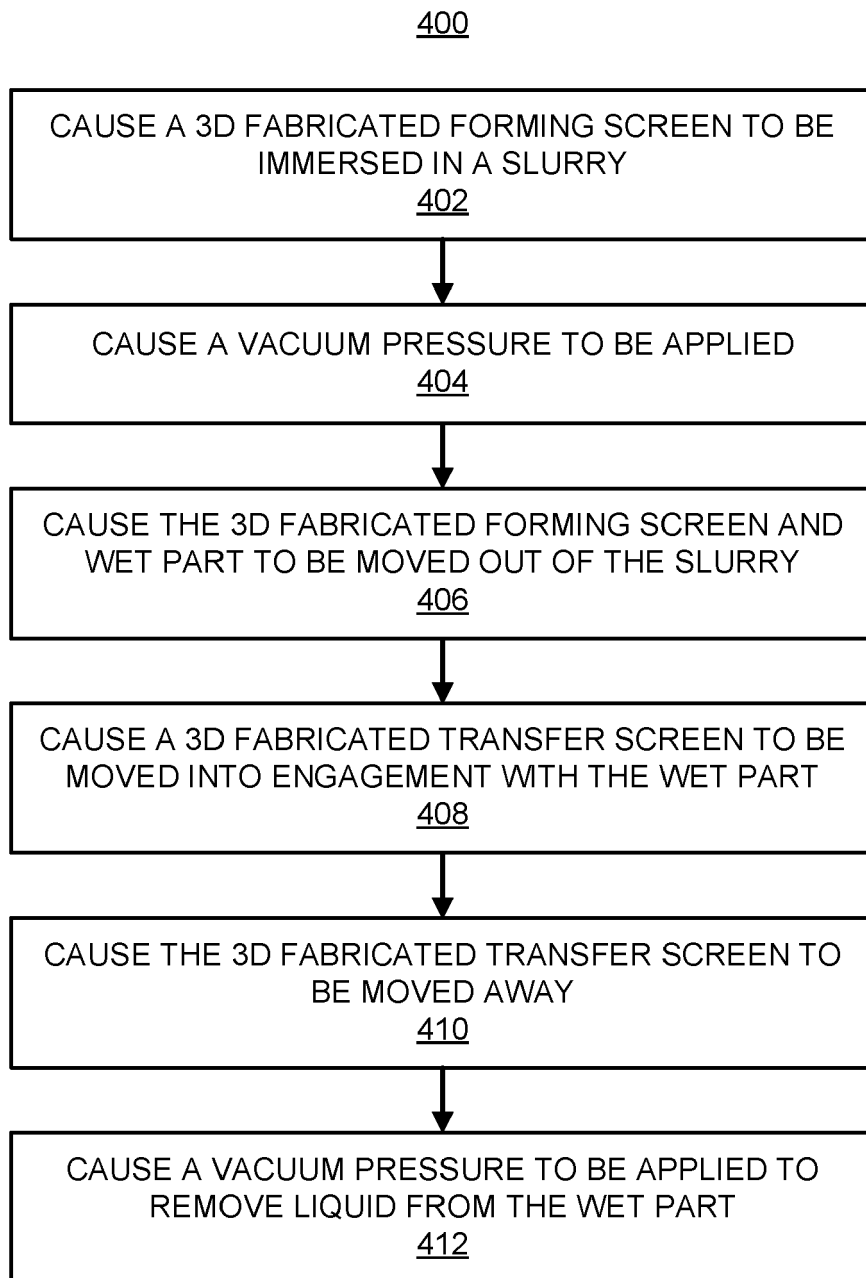 400
CAUSE A 3D FABRICATED FORMING SCREEN TO BE
IMMERSED IN A SLURRY
402
CAUSE A VACUUM PRESSURE TO BE APPLIED
404
CAUSE THE 3D FABRICATED FORMING SCREEN AND
WET PART TO BE MOVED OUT OF THE SLURRY
406
CAUSE A 3D FABRICATED TRANSFER SCREEN TO BE
MOVED INTO ENGAGEMENT WITH THE WET PART
408
CAUSE THE 3D FABRICATED TRANSFER SCREEN TO
BE MOVED AWAY
410
CAUSE A VACUUM PRESSURE TO BE APPLIED TO
REMOVE LIQUID FROM THE WET PART
412